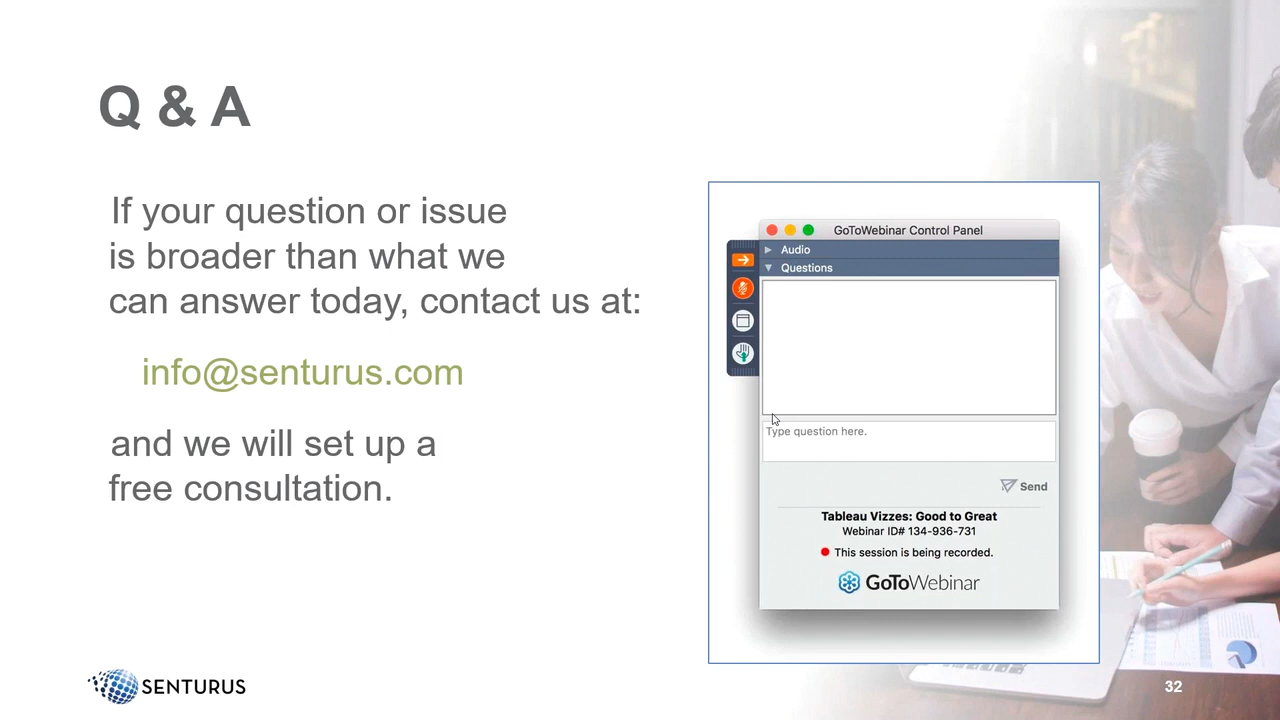 Q & A
If your question or issue
is broader than what we
can answer today, contact us at:
info@senturus.com
and we will set up a
free consultation.
GoToWebinar Control Panel
Audio
Questions
Type question here.
Send
Tableau Vizzes: Good to Great
Webinar ID# 134-936-731
This session is being recorded.
GoToWebinar
SENTURUS
32